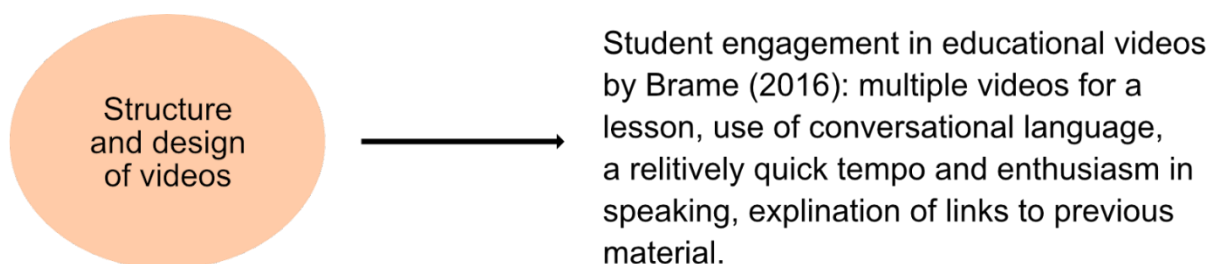 Structure
and design
of videos
Student engagement in educational videos
by Brame (2016): multiple videos for a
lesson, use of conversational language,
a relitively quick tempo and enthusiasm in
speaking, explination of links to previous
material.